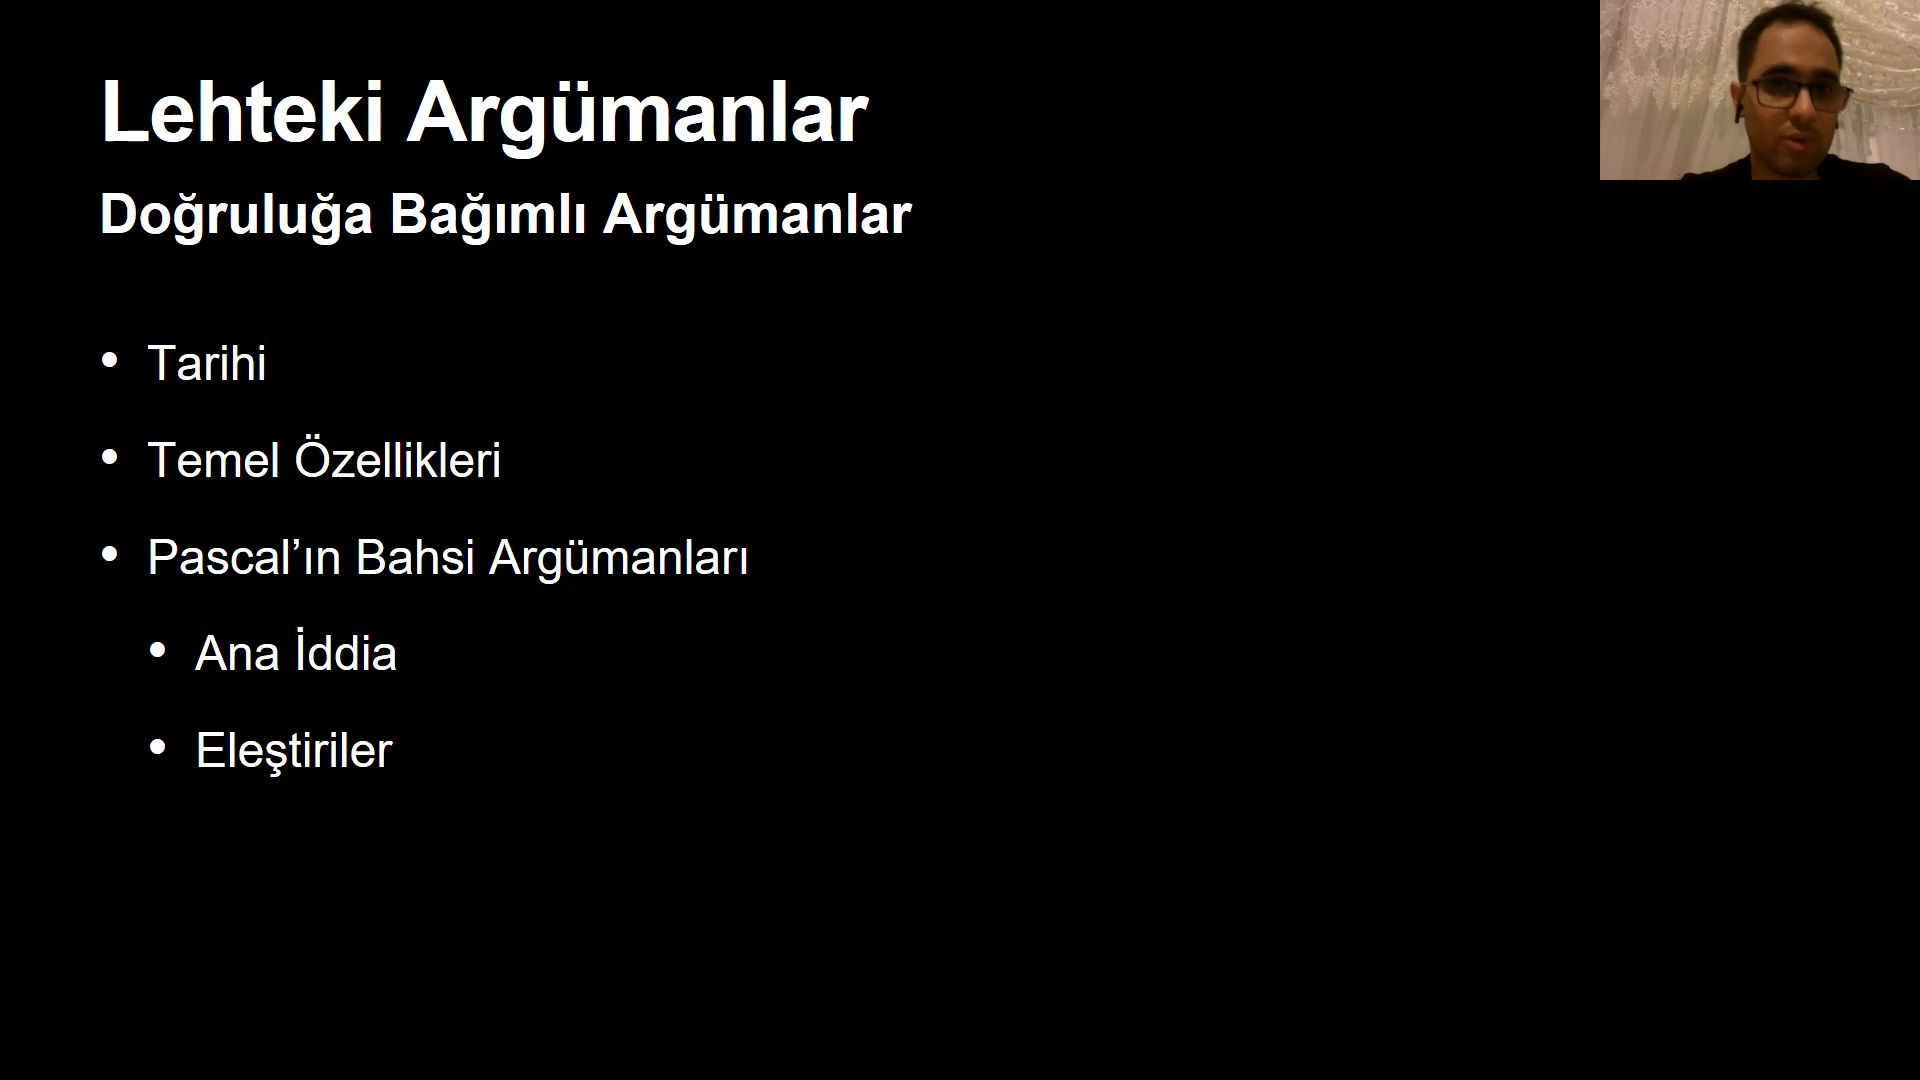 Lehteki Argümanlar
Doğruluğa Bağımlı Argümanlar
• Tarihi
• Temel Özellikleri
• Pascal’ın Bahsi Argümanları
• Ana İddia
• Eleştiriler